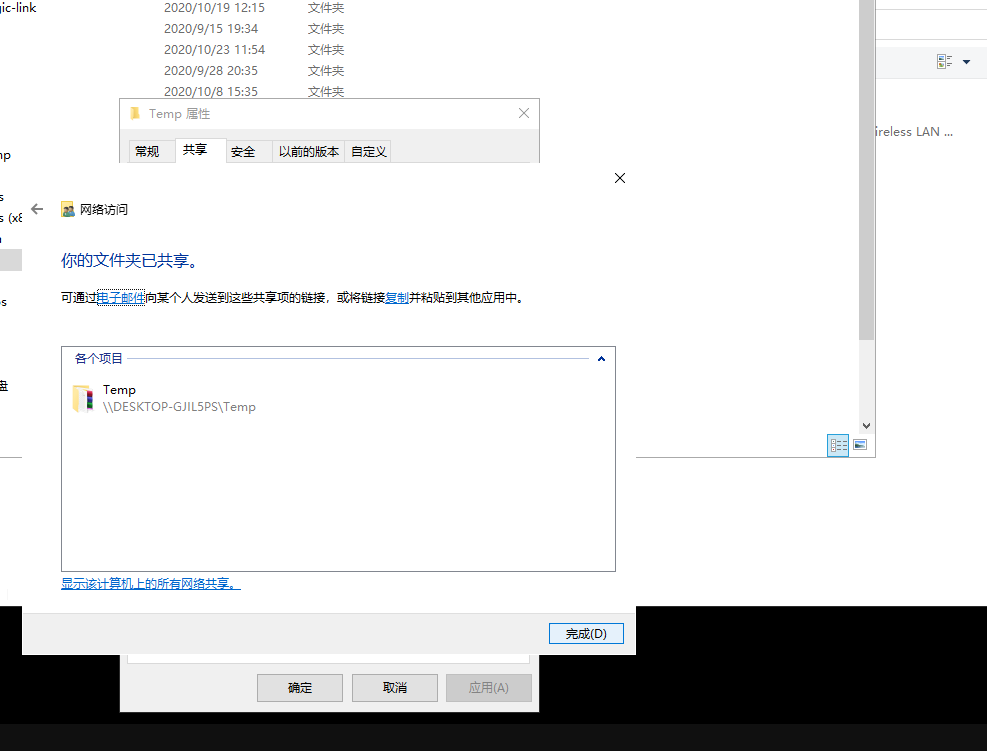 gic-link
2020/10/19 12:15 文件夹
2020/9/15 19:34 文件夹
2020/10/23 11:54 文件夹
2020/9/28 20:35 文件夹
2020/10/8 15:35 文件夹
Temp 属性
ireless LAN ...
常规 共享 安全 以前的版本 自定义
mp
s
s (x8
网络访问
你的文件夹已共享。
可通过电子邮件向某个人发送到这些共享项的链接，或将链接复制并粘贴到其他应用中。
os
各个项目
盘
Temp
\\DESKTOP-GJIL5PS\Temp
显示该计算机上的所有网络共享。
完成(D)
确定 取消 应用(A)